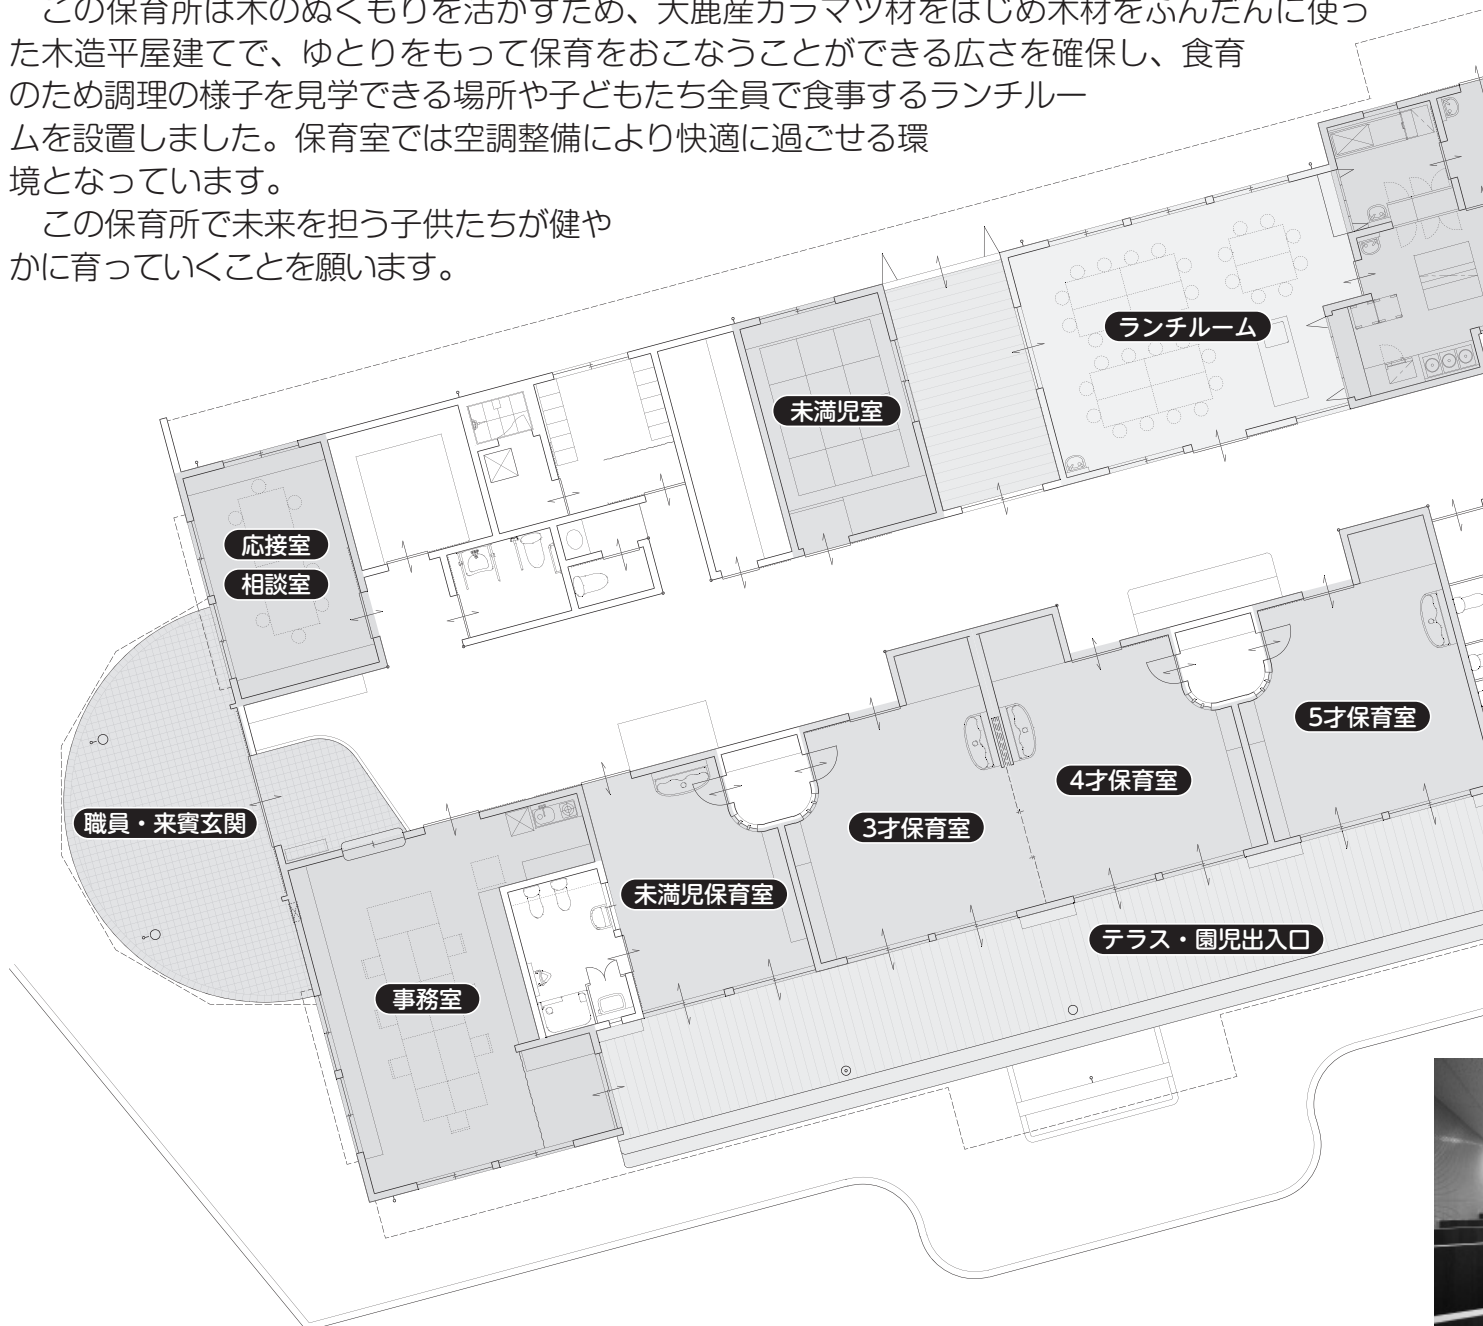 この保育所は木のぬくもりを活かすため、大鹿産カラマツ材をはじめ木材をふんだんに使っ
た木造平屋建てで、ゆとりをもって保育をおこなうことができる広さを確保し、食育
のため調理の様子を見学できる場所や子どもたち全員で食事するランチルー
ムを設置しました。保育室では空調整備により快適に過ごせる環
境となっています。
この保育所で未来を担う子供たちが健や
かに育っていくことを願います。
ランチルーム
未満児室
応接室
相談室
5才保育室
4才保育室
職員・来賓玄関
3才保育室
未満児保育室
テラス・園児出入口
事務室